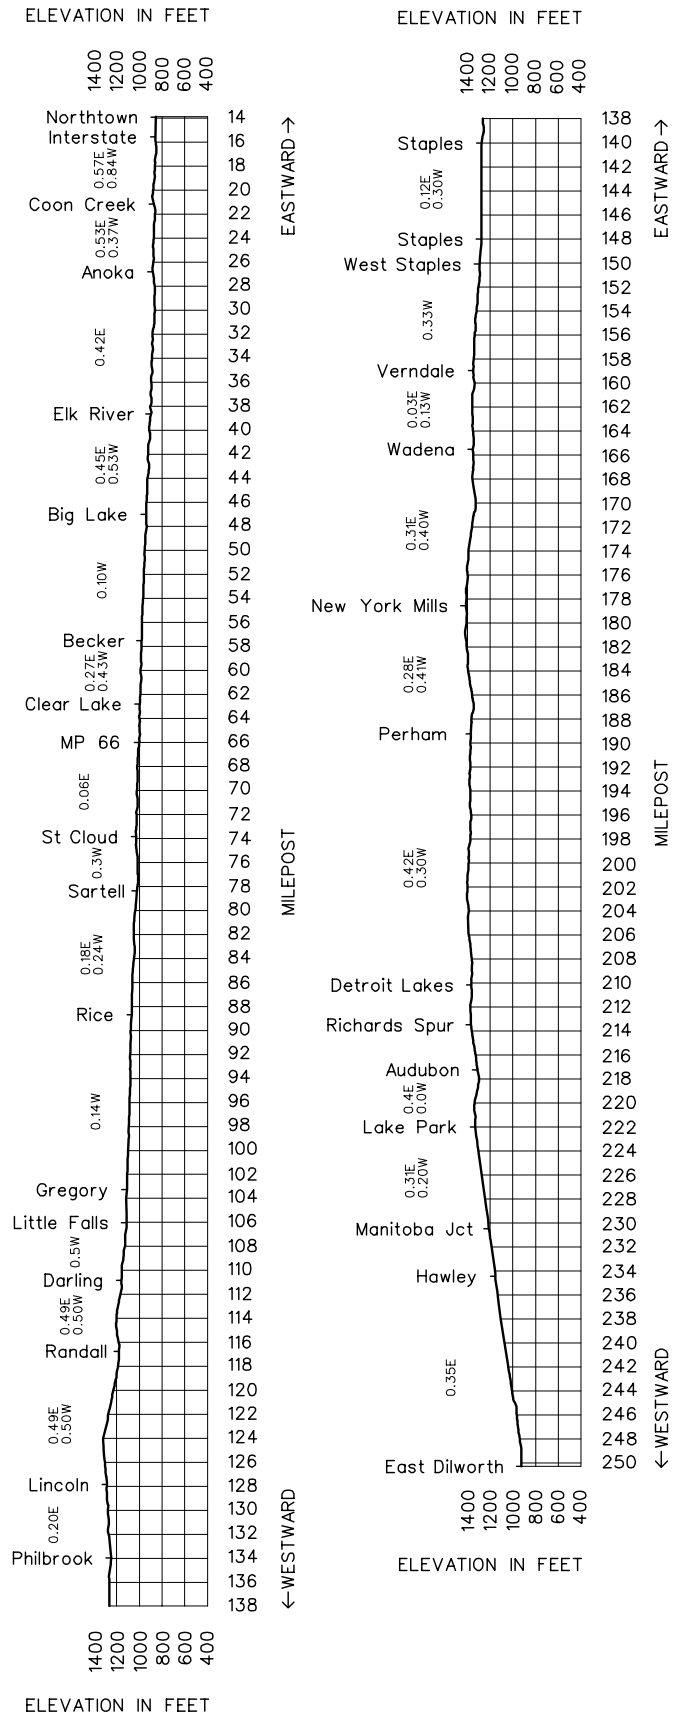 ELEVATION IN FEET
1400
1200
1000
800
600
400
Northtown
Interstate
0.57E
0.84W
Coon Creek
0.53E
0.37W
Anoka
0.42E
Elk River
0.45E
0.53W
Big Lake
0.10W
Becker
0.27E
0.43W
Clear Lake
MP 66
0.06E
St Cloud
0.3W
Sartell
0.18E
0.24W
Rice
0.14W
Gregory
Little Falls
0.5W
Darling
0.49E
0.50W
Randall
0.49E
0.50W
Lincoln
0.20E
Philbrook
14
16
18
20
22
24
26
28
30
32
34
36
38
40
42
44
46
48
50
52
54
56
58
60
62
64
66
68
70
72
74
76
78
80
82
84
86
88
90
92
94
96
98
100
102
104
106
108
110
112
114
116
118
120
122
124
126
128
130
132
134
136
138
EASTWARD →
MILEPOST
← WESTWARD
1400
1200
1000
800
600
400
ELEVATION IN FEET
ELEVATION IN FEET
1400
1200
1000
800
600
400
Staples
0.12E
0.30W
Staples
West Staples
0.33W
Verndale
0.03E
0.13W
Wadena
0.31E
0.40W
New York Mills
0.28E
0.41W
Perham
0.42E
0.30W
Detroit Lakes
Richards Spur
Audubon
0.4E
0.0W
Lake Park
0.31E
0.20W
Manitoba Jct
Hawley
0.35E
East Dilworth
138
140
142
144
146
148
150
152
154
156
158
160
162
164
166
168
170
172
174
176
178
180
182
184
186
188
190
192
194
196
198
200
202
204
206
208
210
212
214
216
218
220
222
224
226
228
230
232
234
236
238
240
242
244
246
248
250
EASTWARD →
MILEPOST
← WESTWARD
1400
1200
1000
800
600
400
ELEVATION IN FEET